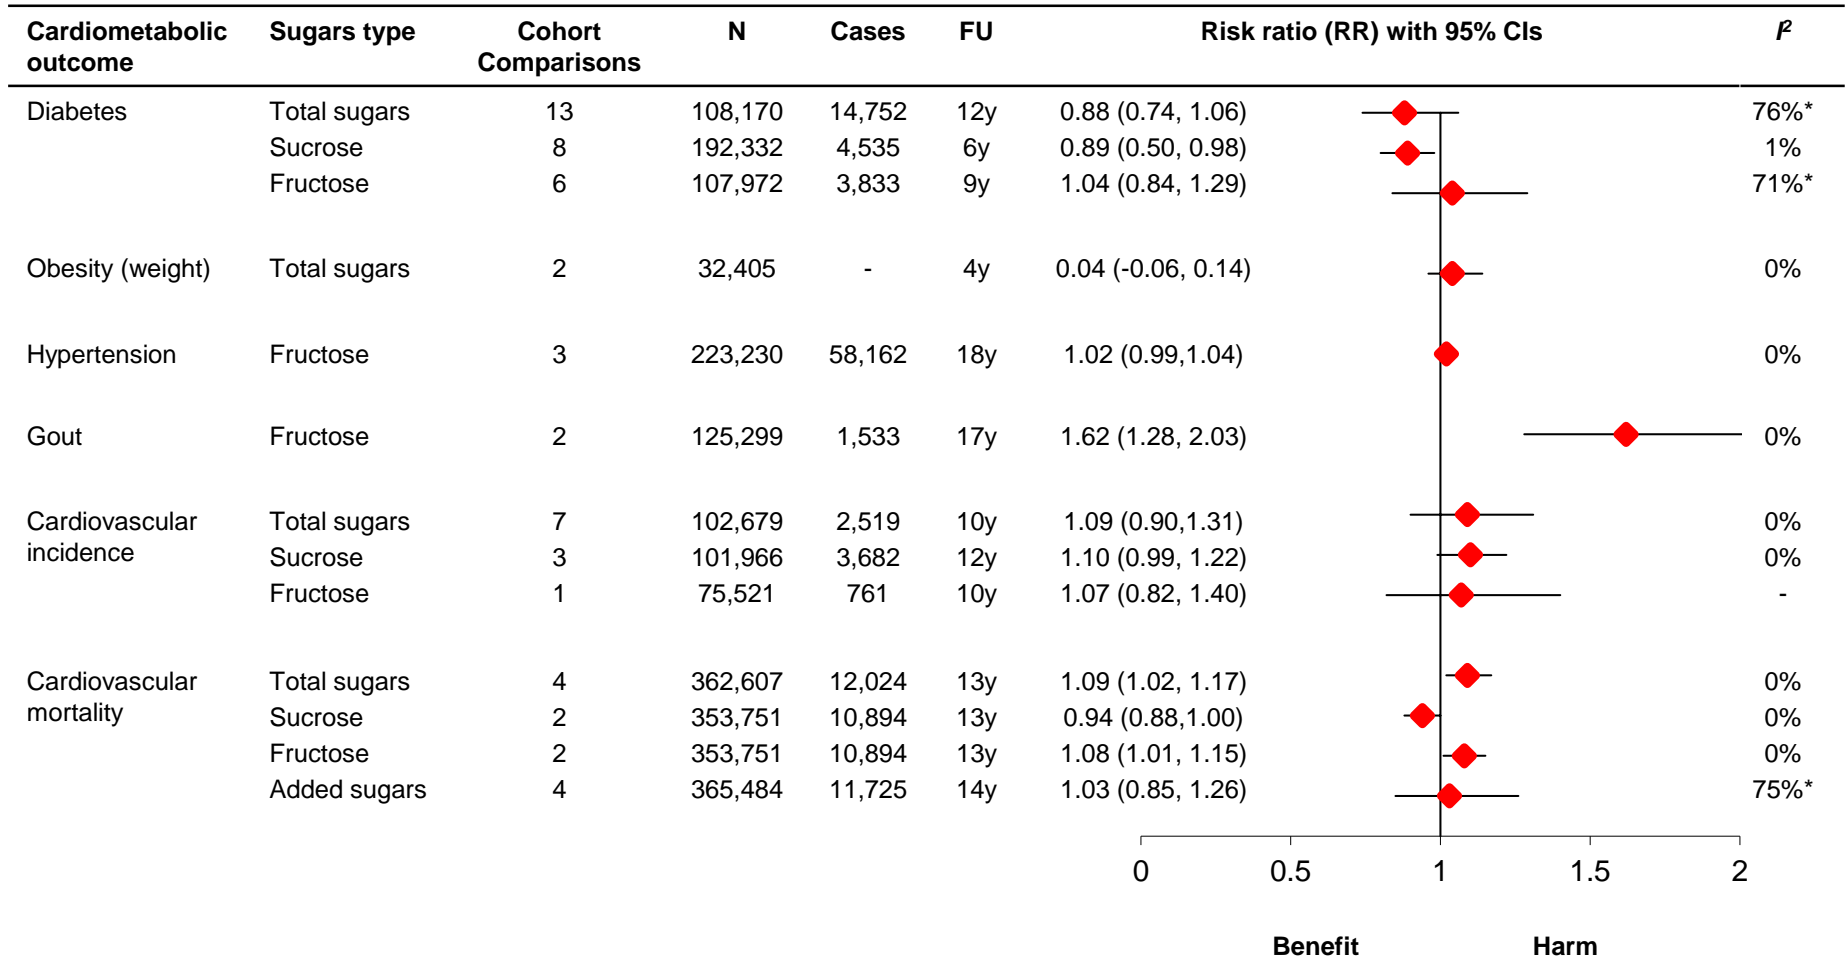 Cardiometabolic outcome Sugars type Cohort Comparisons N Cases FU Risk ratio (RR) with 95% CIs I²
Diabetes Total sugars 13 108,170 14,752 12y 0.88 (0.74, 1.06) 76%*
Sucrose 8 192,332 4,535 6y 0.89 (0.50, 0.98) 1%
Fructose 6 107,972 3,833 9y 1.04 (0.84, 1.29) 71%*
Obesity (weight) Total sugars 2 32,405 - 4y 0.04 (-0.06, 0.14) 0%
Hypertension Fructose 3 223,230 58,162 18y 1.02 (0.99,1.04) 0%
Gout Fructose 2 125,299 1,533 17y 1.62 (1.28, 2.03) 0%
Cardiovascular Total sugars 7 102,679 2,519 10y 1.09 (0.90,1.31) 0%
incidence Sucrose 3 101,966 3,682 12y 1.10 (0.99, 1.22) 0%
Fructose 1 75,521 761 10y 1.07 (0.82, 1.40) -
Cardiovascular Total sugars 4 362,607 12,024 13y 1.09 (1.02, 1.17) 0%
mortality Sucrose 2 353,751 10,894 13y 0.94 (0.88,1.00) 0%
Fructose 2 353,751 10,894 13y 1.08 (1.01, 1.15) 0%
Added sugars 4 365,484 11,725 14y 1.03 (0.85, 1.26) 75%*
0 0.5 1 1.5 2
Benefit Harm